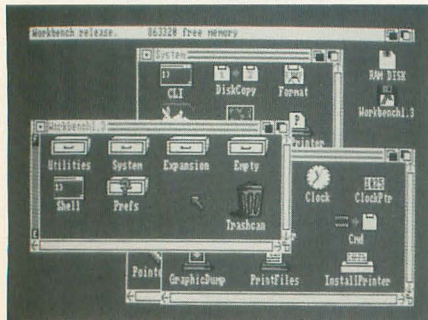 Workbench release. 863320 free memory
System
CLI DiskCopy Format RAM DISK
Workbench1.3
Workbench1.3
Utilities System Expansion Empty
Shell Prefs
Trashcan
Clock ClockPtr
Cmd
GraphicDump PrintFiles InstallPrinter